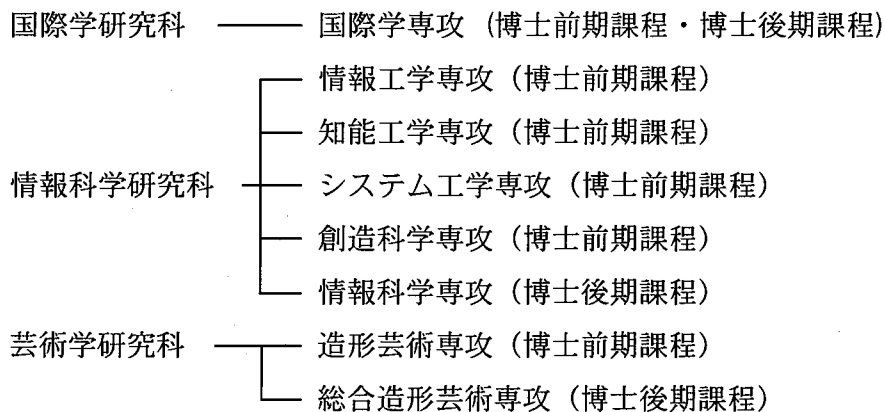 国際学研究科 国際学専攻 (博士前期課程・博士後期課程)
情報工学専攻（博士前期課程）
知能工学専攻（博士前期課程）
情報科学研究科 システム工学専攻（博士前期課程）
創造科学専攻（博士前期課程）
情報科学専攻（博士後期課程）
芸術学研究科 造形芸術専攻（博士前期課程）
総合造形芸術専攻（博士後期課程）